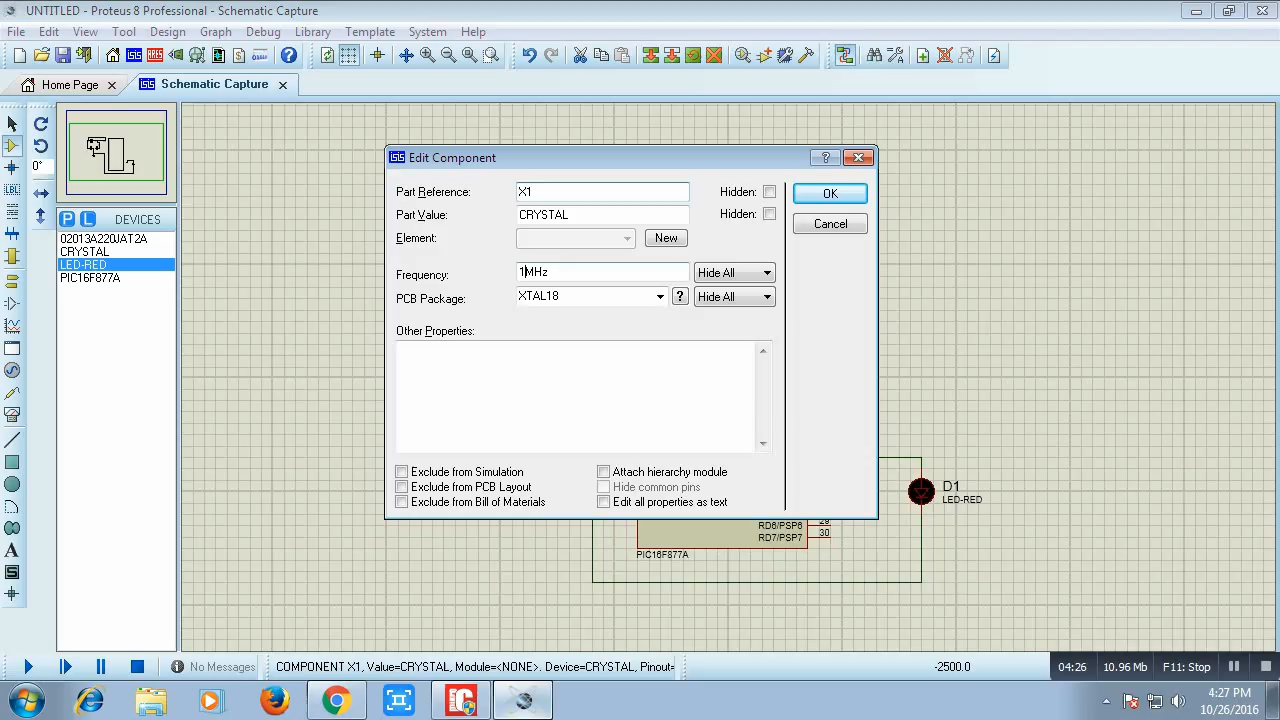 UNTITLED - Proteus 8 Professional - Schematic Capture
File Edit View Tool Design Graph Debug Library Template System Help
Home Page Schematic Capture
Edit Component
Part Reference: X1 Hidden: OK
Part Value: CRYSTAL Hidden: Cancel
Element: New
Frequency: 1MHz Hide All
PCB Package: XTAL18 ? Hide All
Other Properties:
Exclude from Simulation Attach hierarchy module
Exclude from PCB Layout Hide common pins
Exclude from Bill of Materials Edit all properties as text
0°
P L DEVICES
02013A220JAT2A
CRYSTAL
LED-RED
PIC16F877A
D1
LED-RED
RD6/PSP6 29
RD7/PSP7 30
PIC16F877A
No Messages COMPONENT X1, Value=CRYSTAL, Module=<NONE>, Device=CRYSTAL, Pinout= -2500.0 04:26 10.96 Mb F11: Stop
4:27 PM
10/26/2016